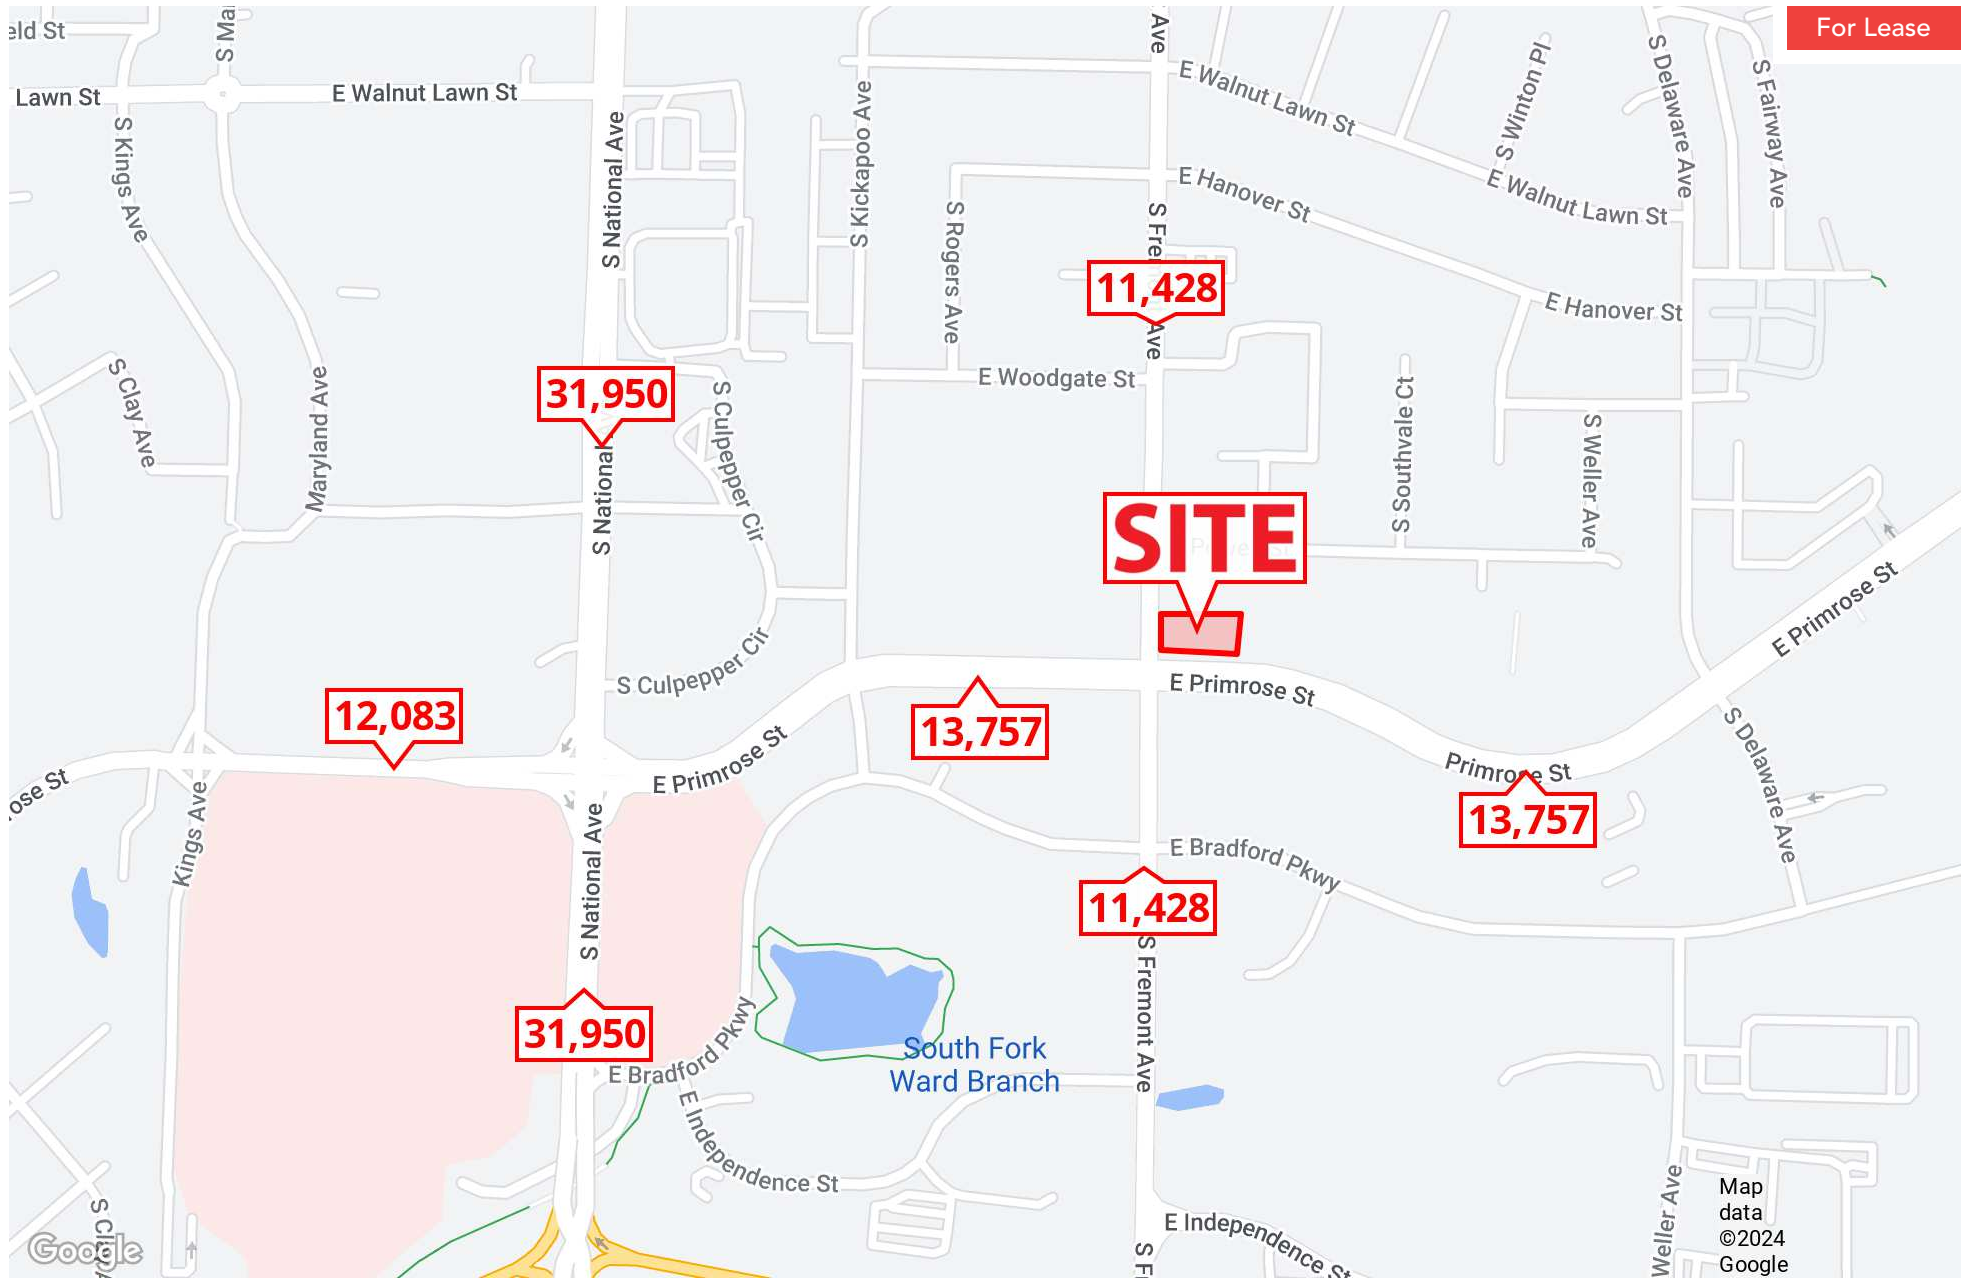 For Lease
eld St
S Ma
Ave
E Walnut Lawn St
S Delaware Ave
S Fairway Ave
S Winton Pl
Lawn St
E Walnut Lawn St
S Kings Ave
S National Ave
S Kickapoo Ave
E Hanover St
E Walnut Lawn St
S Rogers Ave
S Fre
Ave
11,428
E Hanover St
S Clay Ave
Maryland Ave
31,950
S Culpepper Cir
E Woodgate St
S Southvale Ct
S Weller Ave
S National
SITE
E Primrose St
S Culpepper Cir
12,083
13,757
E Primrose St
E Primrose St
Primrose St
S Delaware Ave
13,757
ose St
Kings Ave
S National Ave
E Bradford Pkwy
11,428
S Fremont Ave
31,950
E Bradford Pkwy
South Fork
Ward Branch
E Independence St
S Cla
Google
E Independence St
S F
Weller Ave
Map
data
©2024
Google